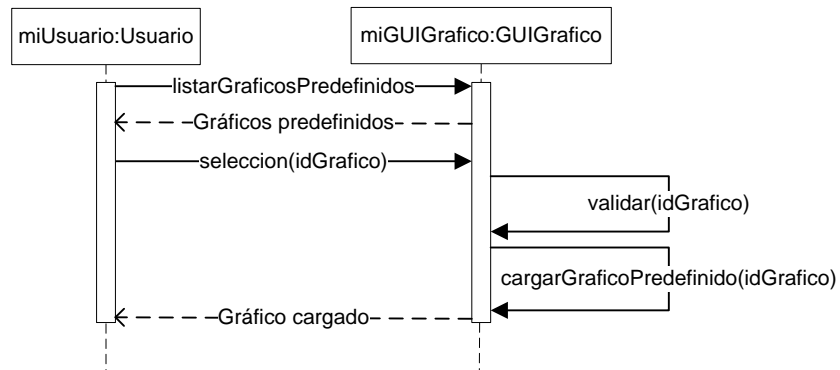 miUsuario:Usuario
miGUIGrafico:GUIGrafico
listarGraficosPredefinidos
Gráficos predefinidos
seleccion(idGrafico)
validar(idGrafico)
cargarGraficoPredefinido(idGrafico)
Gráfico cargado